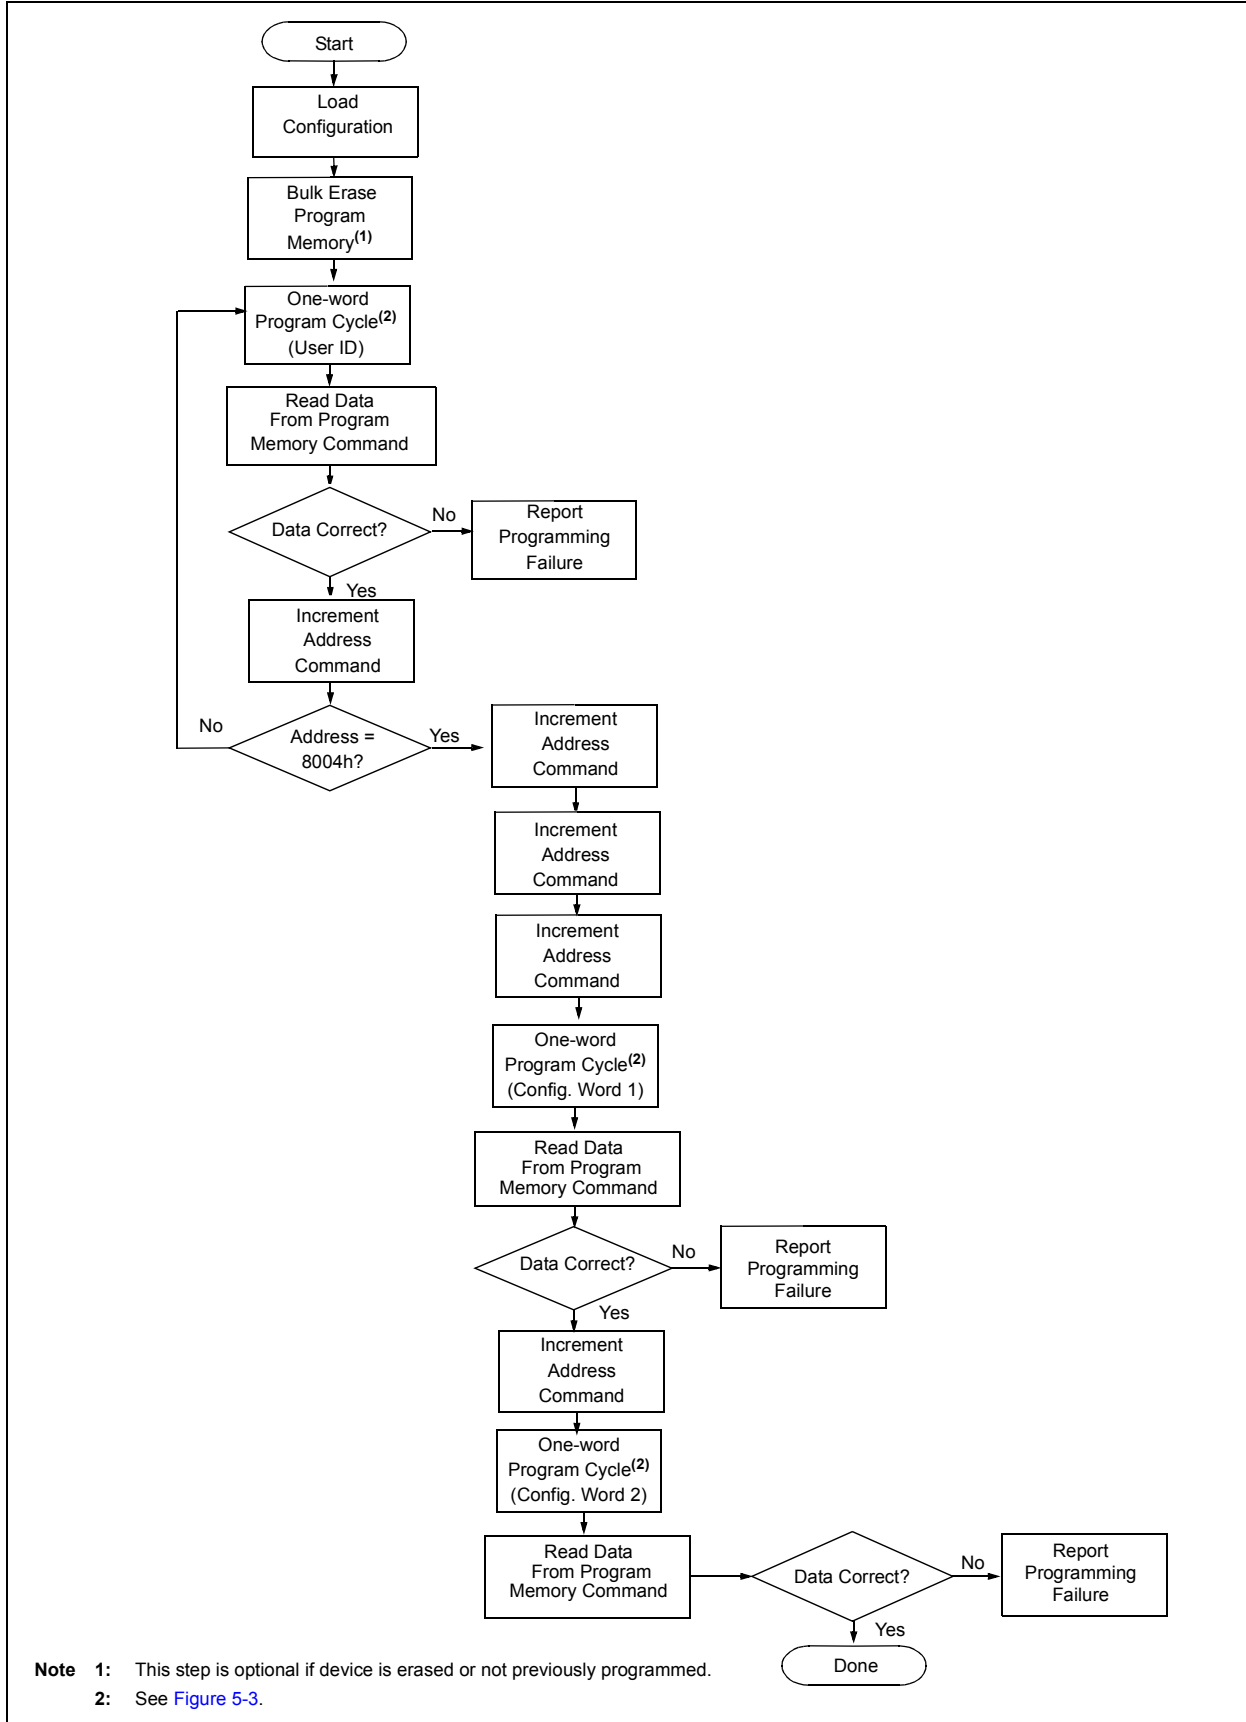 Start
Load
Configuration
Bulk Erase
Program
Memory(1)
One-word
Program Cycle(2)
(User ID)
Read Data
From Program
Memory Command
Data Correct?
No
Report
Programming
Failure
Yes
Increment
Address
Command
No
Address =
8004h?
Yes
Increment
Address
Command
Increment
Address
Command
Increment
Address
Command
One-word
Program Cycle(2)
(Config. Word 1)
Read Data
From Program
Memory Command
Data Correct?
No
Report
Programming
Failure
Yes
Increment
Address
Command
One-word
Program Cycle(2)
(Config. Word 2)
Read Data
From Program
Memory Command
Data Correct?
No
Report
Programming
Failure
Yes
Done
Note 1: This step is optional if device is erased or not previously programmed.
2: See Figure 5-3.